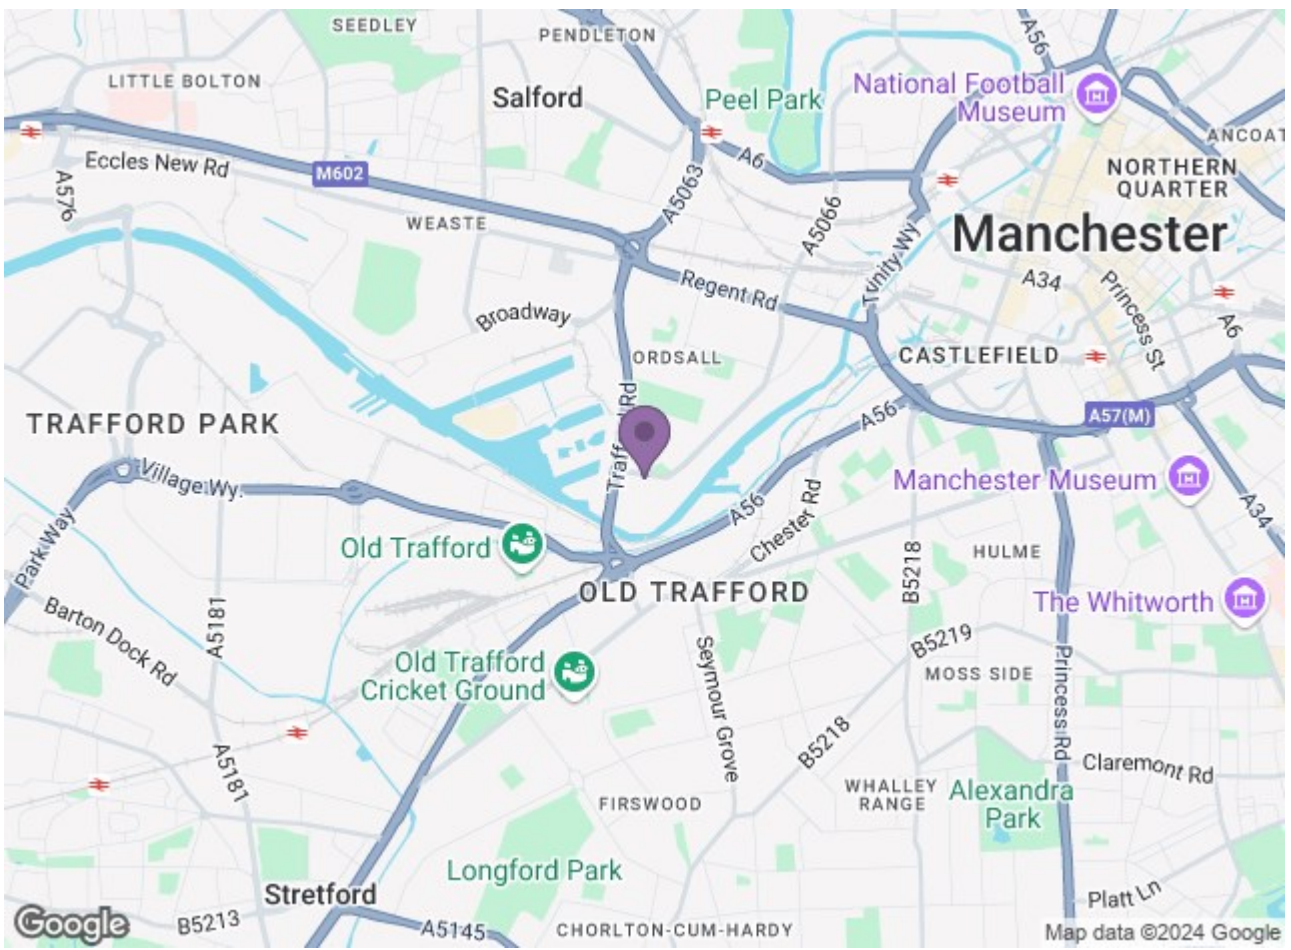 SEEDLEY
PENDLETON
A56
LITTLE BOLTON
Salford
Peel Park
National Football
Museum
ANCOAT
Eccles New Rd
M602
A6
NORTHERN
QUARTER
A576
A5063
A5066
WEASTE
Trinity Wy
Manchester
Regent Rd
A34
Princess St
Broadway
A6
ORDSALL
CASTLEFIELD
TRAFFORD PARK
A56
A57(M)
Village Wy.
Manchester Museum
Chester Rd
A56
A34
Park Way
Old Trafford
B5218
HULME
OLD TRAFFORD
The Whitworth
Barton Dock Rd
A5181
B5219
Old Trafford
Cricket Ground
Seymour Grove
MOSS SIDE
Princess Rd
B5218
A5181
Claremont Rd
WHALLEY
RANGE
Alexandra
Park
FIRSWOOD
Longford Park
Stretford
Platt Ln
Google
B5213
A5145
CHORLTON-CUM-HARDY
Map data ©2024 Google